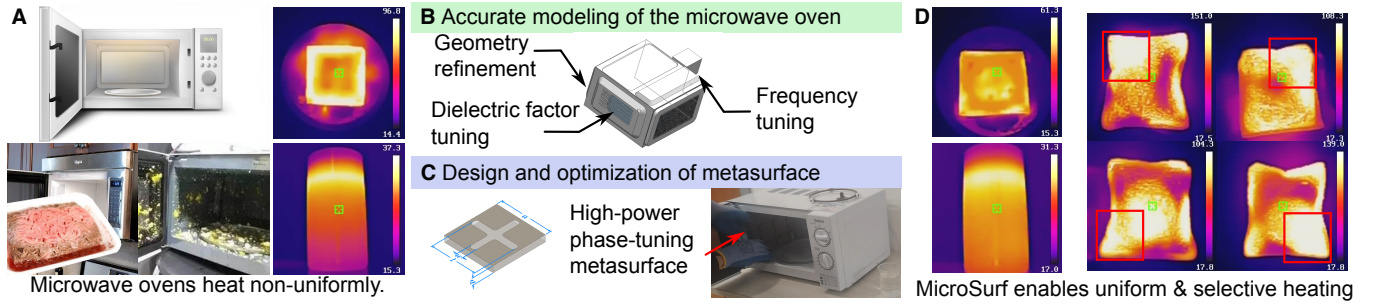 A
96.8
14.4
37.3
15.3
Microwave ovens heat non-uniformly.
B Accurate modeling of the microwave oven
Geometry
refinement
Dielectric factor
tuning
Frequency
tuning
C Design and optimization of metasurface
High-power
phase-tuning
metasurface
D
61.3
15.3
31.3
17.0
151.0
17.5
108.3
17.3
104.3
17.8
139.0
17.8
MicroSurf enables uniform & selective heating